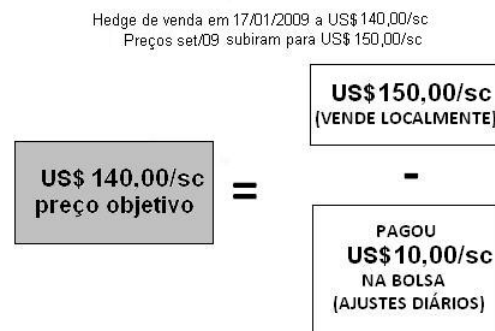 Hedge de venda em 17/01/2009 a US$140,00/sc
Preços set/09 subiram para US$ 150,00/sc
US$150,00/sc
(VENDE LOCALMENTE)
US$ 140.00/sc
preço objetivo
=
-
PAGOU
US$10,00/sc
NA BOLSA
(AJUSTES DIÁRIOS)